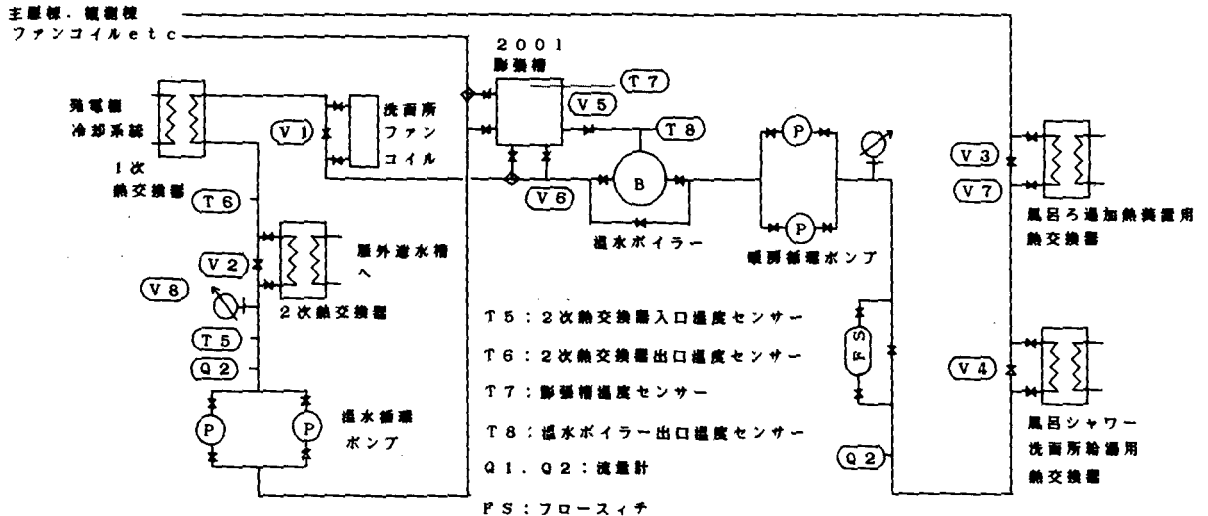 主屋棟．観測棟
ファンコイルetc
2001
膨張槽
T7
V5
T8
発電機
冷却系統
1次
熱交換器
V1
洗面所
ファン
コイル
T6
V6
B
温水ボイラー
P
P
暖房循環ポンプ
V3
V7
風呂ろ過加熱装置用
熱交換器
V2
屋外造水槽
へ
V8
2次熱交換器
T5
Q2
P
P
温水循環
ポンプ
T5：2次熱交換器入口温度センサー
T6：2次熱交換器出口温度センサー
T7：膨張槽温度センサー
T8：温水ボイラー出口温度センサー
Q1．Q2：流量計
FS：フロースィチ
FS
Q2
V4
風呂シャワー
洗面所給湯用
熱交換器